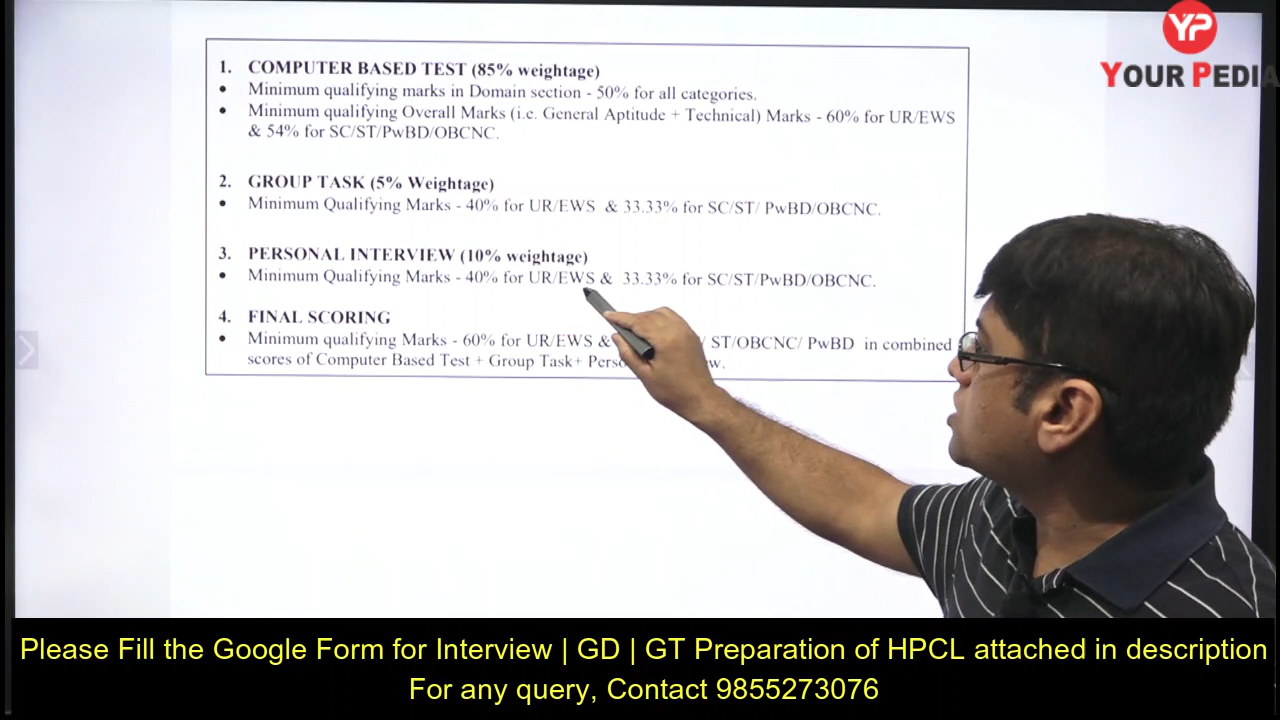 YP
YOUR PEDIA
1. COMPUTER BASED TEST (85% weightage)
• Minimum qualifying marks in Domain section - 50% for all categories.
• Minimum qualifying Overall Marks (i.c. General Aptitude + Technical) Marks - 60% for UR/EWS
& 54% for SC/ST/PwBD/OBCNC.
2. GROUP TASK (5% Weightage)
• Minimum Qualifying Marks - 40% for UR/EWS & 33.33% for SC/ST/ PwBD/OBCNC.
3. PERSONAL INTERVIEW (10% weightage)
• Minimum Qualifying Marks - 40% for UR/EWS & 33.33% for SC/ST/PwBD/OBCNC.
4. FINAL SCORING
• Minimum qualifying Marks - 60% for UR/EWS & / ST/OBCNC/ PwBD in combined
scores of Computer Based Test + Group Task+ Perso w.
Please Fill the Google Form for Interview | GD | GT Preparation of HPCL attached in description
For any query, Contact 9855273076